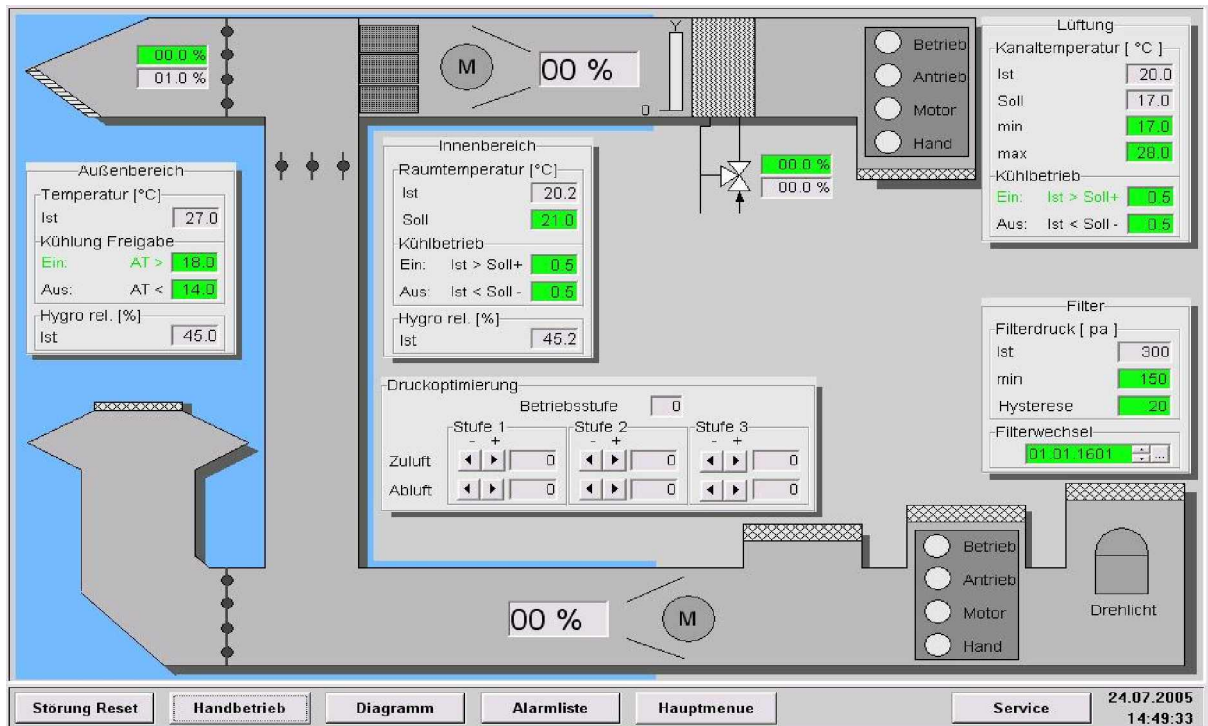 00.0 %
01.0 %
M
00 %
Y
0
Betrieb
Antrieb
Motor
Hand
Lüftung
Kanaltemperatur [ °C ]
Ist 20.0
Soll 17.0
min 17.0
max 28.0
Kühlbetrieb
Ein: Ist > Soll+ 0.5
Aus: Ist < Soll - 0.5
Außenbereich
Temperatur [°C]
Ist 27.0
Kühlung Freigabe
Ein: AT > 18.0
Aus: AT < 14.0
Hygro rel. [%]
Ist 45.0
Innenbereich
Raumtemperatur [°C]
Ist 20.2
Soll 21.0
Kühlbetrieb
Ein: Ist > Soll+ 0.5
Aus: Ist < Soll - 0.5
Hygro rel. [%]
Ist 45.2
00.0 %
00.0 %
Filter
Filterdruck [ pa ]
Ist 300
min 150
Hysterese 20
Filterwechsel
01.01.1601 ...
Druckoptimierung
Betriebsstufe 0
Stufe 1 Stufe 2 Stufe 3
- + - + - +
Zuluft 0 0 0
Abluft 0 0 0
00 %
M
Betrieb
Antrieb
Motor
Hand
Drehlicht
Störung Reset Handbetrieb Diagramm Alarmliste Hauptmenue Service
24.07.2005
14:49:33